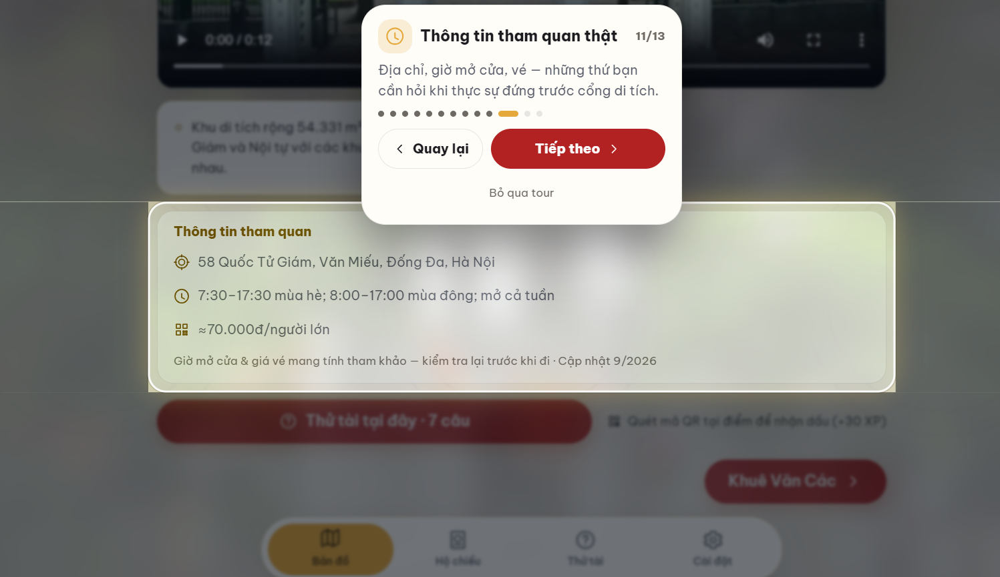 0:00 / 0:12
Thông tin tham quan thật
11/13
Địa chỉ, giờ mở cửa, vé — những thứ bạn
cần hỏi khi thực sự đứng trước cổng di tích.
Quay lại
Tiếp theo
Bỏ qua tour
Khu di tích rộng 54.331 m²
Giám và Nội tự với các khu
nhau.
Thông tin tham quan
58 Quốc Tử Giám, Văn Miếu, Đống Đa, Hà Nội
7:30–17:30 mùa hè; 8:00–17:00 mùa đông; mở cả tuần
≈70.000đ/người lớn
Giờ mở cửa & giá vé mang tính tham khảo — kiểm tra lại trước khi đi · Cập nhật 9/2026
Thử tài tại đây · 7 câu
Quét mã QR tại điểm để nhận dấu (+30 XP)
Khuê Văn Các
Bản đồ
Hộ chiếu
Thử tài
Cài đặt